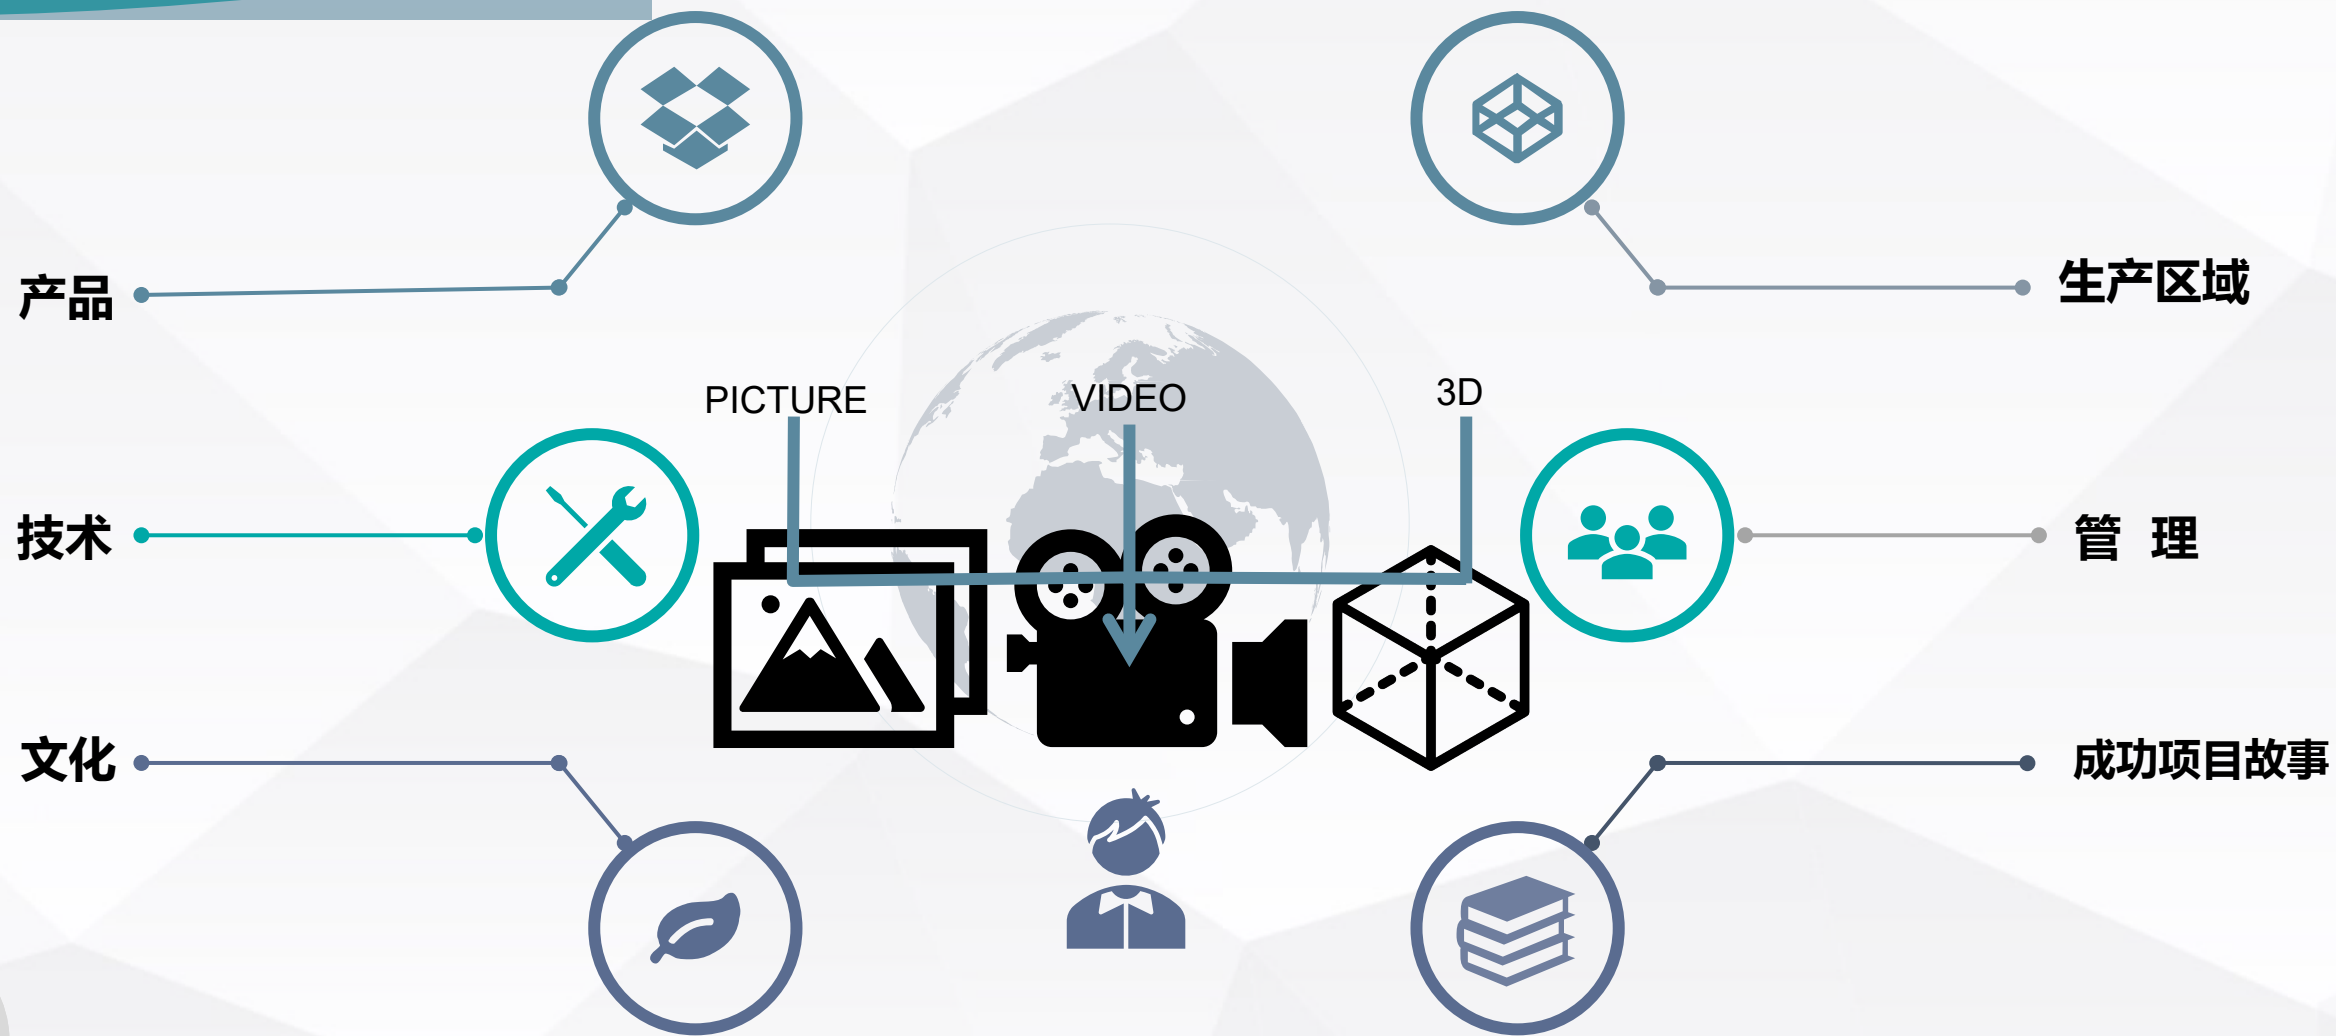 产品
生产区域
PICTURE
VIDEO
3D
技术
管 理
文化
成功项目故事